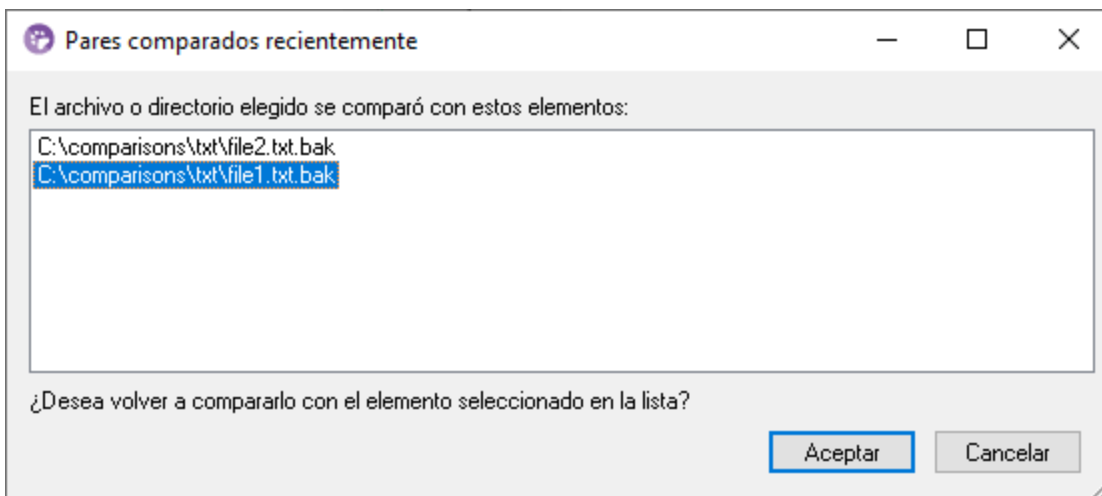 Pares comparados recientemente
El archivo o directorio elegido se comparó con estos elementos:
C:\comparisons\txt\file2.txt.bak
C:\comparisons\txt\file1.txt.bak
¿Desea volver a compararlo con el elemento seleccionado en la lista?
Aceptar Cancelar